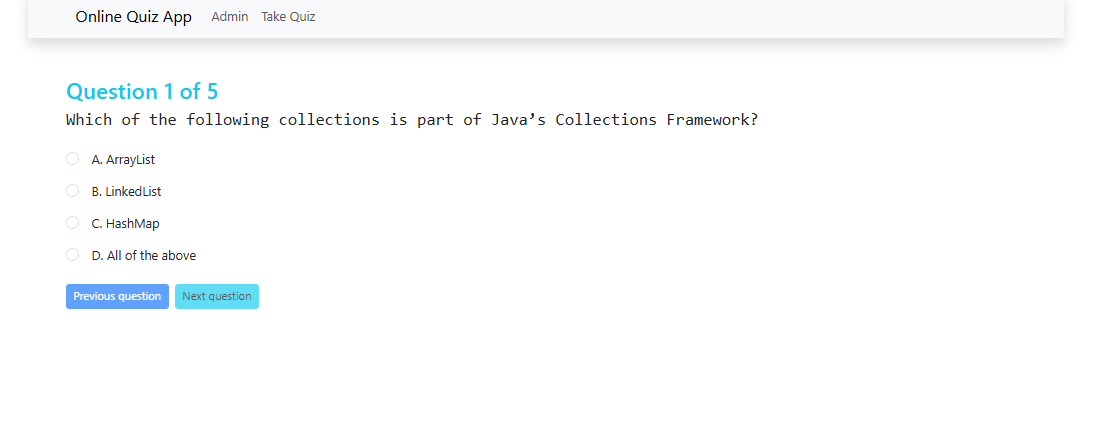 Online Quiz App Admin Take Quiz
Question 1 of 5
Which of the following collections is part of Java’s Collections Framework?
A. ArrayList
B. LinkedList
C. HashMap
D. All of the above
Previous question Next question